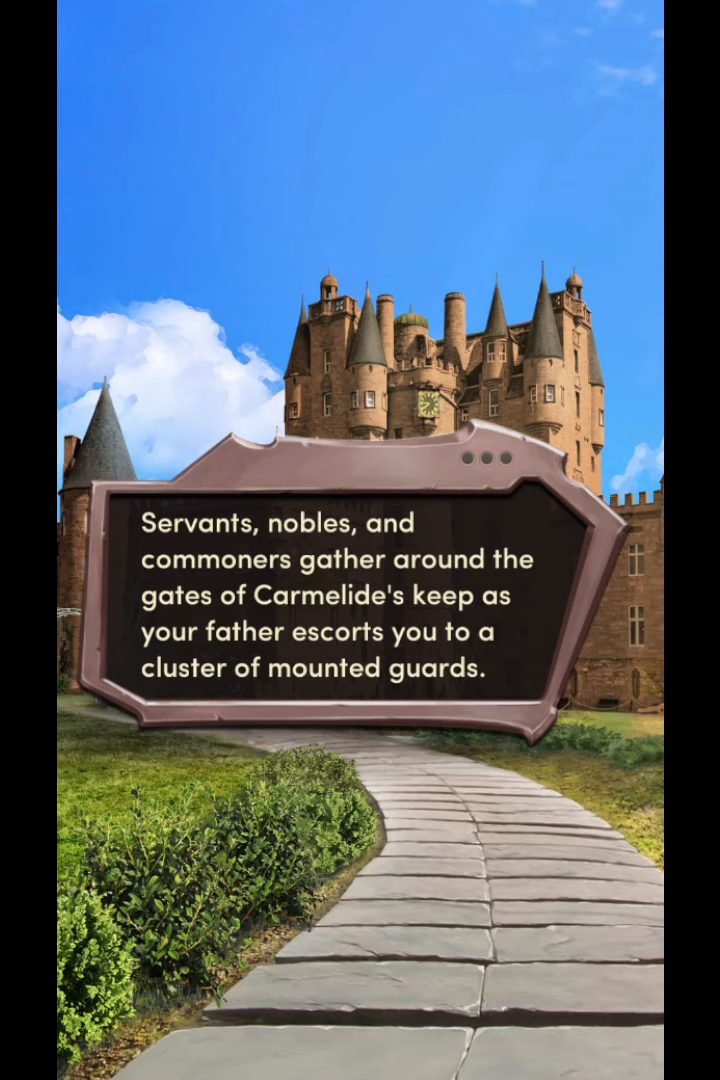 Servants, nobles, and
commoners gather around the
gates of Carmelide's keep as
your father escorts you to a
cluster of mounted guards.